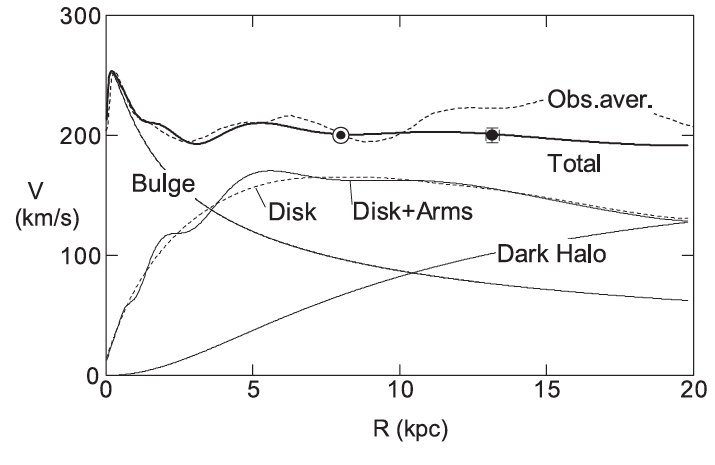 300
Obs.aver.
200
Total
Bulge
V
(km/s)
Disk
Disk+Arms
100
Dark Halo
0
0
5
10
15
20
R (kpc)